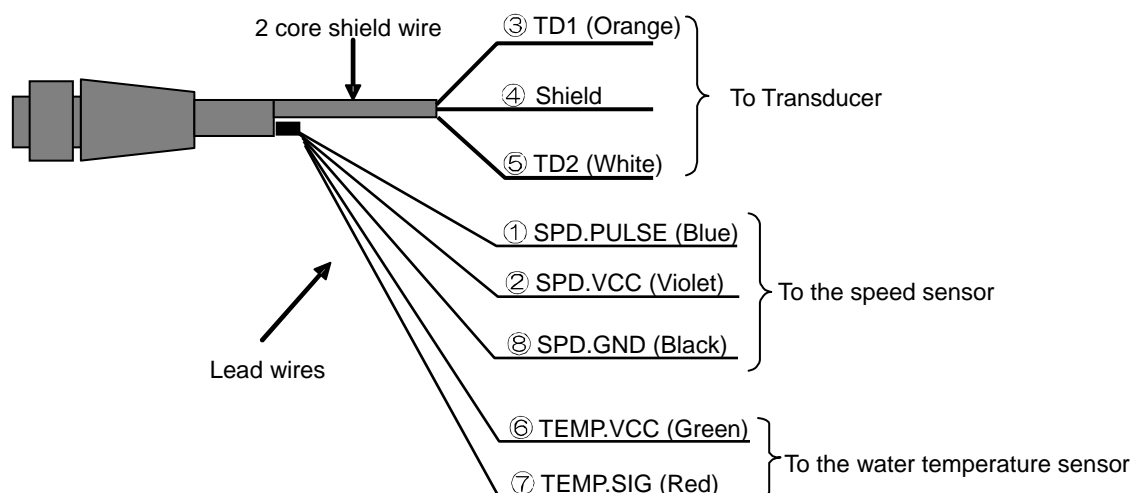 2 core shield wire
③ TD1 (Orange)
④ Shield
⑤ TD2 (White)
To Transducer
① SPD.PULSE (Blue)
② SPD.VCC (Violet)
⑧ SPD.GND (Black)
To the speed sensor
Lead wires
⑥ TEMP.VCC (Green)
⑦ TEMP.SIG (Red)
To the water temperature sensor